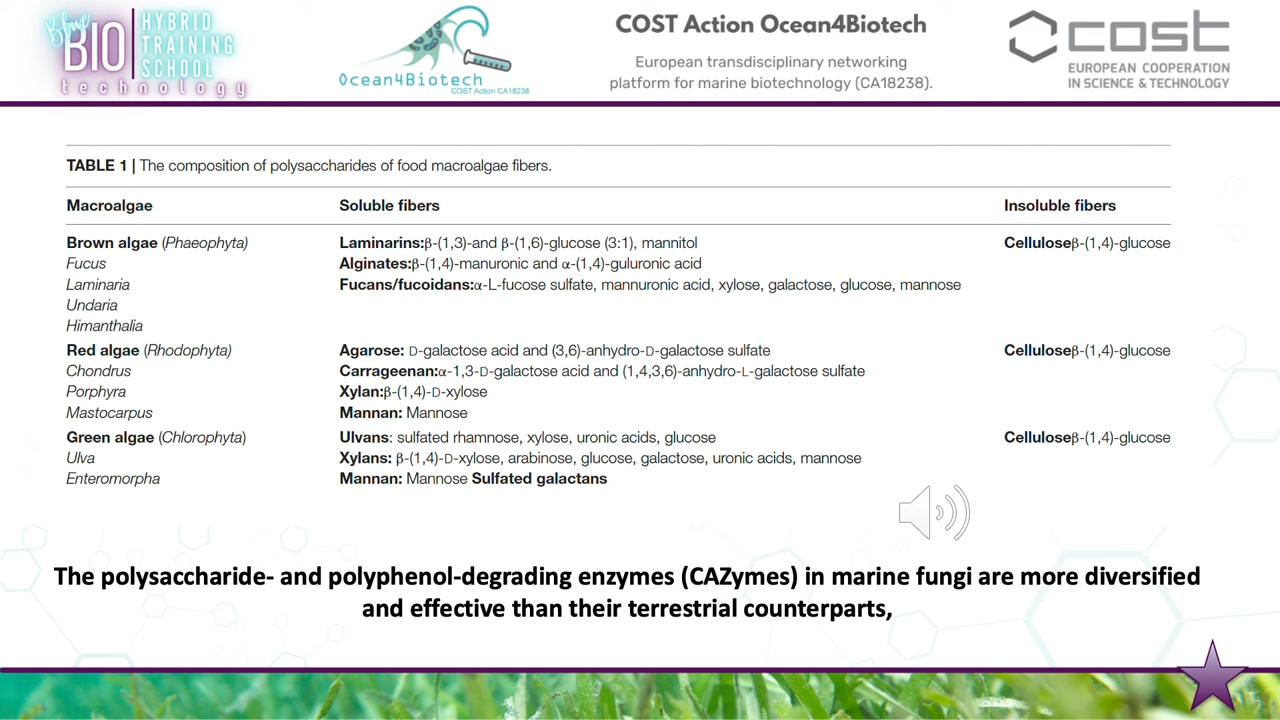 Blue
BIO
technology
HYBRID
TRAINING
SCHOOL
Ocean4Biotech
COST Action CA18238
COST Action Ocean4Biotech
European transdisciplinary networking
platform for marine biotechnology (CA18238).
cost
EUROPEAN COOPERATION
IN SCIENCE & TECHNOLOGY
TABLE 1 | The composition of polysaccharides of food macroalgae fibers.
Macroalgae Soluble fibers Insoluble fibers
Brown algae (Phaeophyta) Laminarins:β-(1,3)-and β-(1,6)-glucose (3:1), mannitol Celluloseβ-(1,4)-glucose
Fucus Alginates:β-(1,4)-manuronic and α-(1,4)-guluronic acid
Laminaria Fucans/fucoidans:α-L-fucose sulfate, mannuronic acid, xylose, galactose, glucose, mannose
Undaria
Himanthalia
Red algae (Rhodophyta) Agarose: D-galactose acid and (3,6)-anhydro-D-galactose sulfate Celluloseβ-(1,4)-glucose
Chondrus Carrageenan:α-1,3-D-galactose acid and (1,4,3,6)-anhydro-L-galactose sulfate
Porphyra Xylan:β-(1,4)-D-xylose
Mastocarpus Mannan: Mannose
Green algae (Chlorophyta) Ulvans: sulfated rhamnose, xylose, uronic acids, glucose Celluloseβ-(1,4)-glucose
Ulva Xylans: β-(1,4)-D-xylose, arabinose, glucose, galactose, uronic acids, mannose
Enteromorpha Mannan: Mannose Sulfated galactans
The polysaccharide- and polyphenol-degrading enzymes (CAZymes) in marine fungi are more diversified
and effective than their terrestrial counterparts,